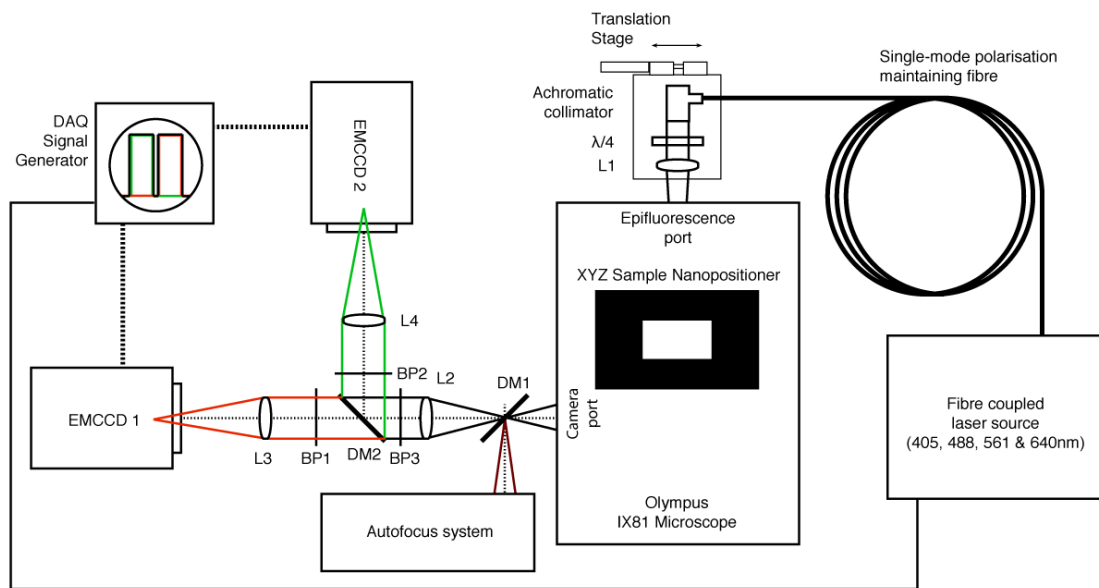 Translation
Stage
Single-mode polarisation
maintaining fibre
Achromatic
collimator
λ/4
L1
DAQ
Signal
Generator
EMCCD 2
Epifluorescence
port
XYZ Sample Nanopositioner
L4
BP2
L2
DM1
Camera
port
EMCCD 1
L3
BP1
DM2
BP3
Fibre coupled
laser source
(405, 488, 561 & 640nm)
Autofocus system
Olympus
IX81 Microscope